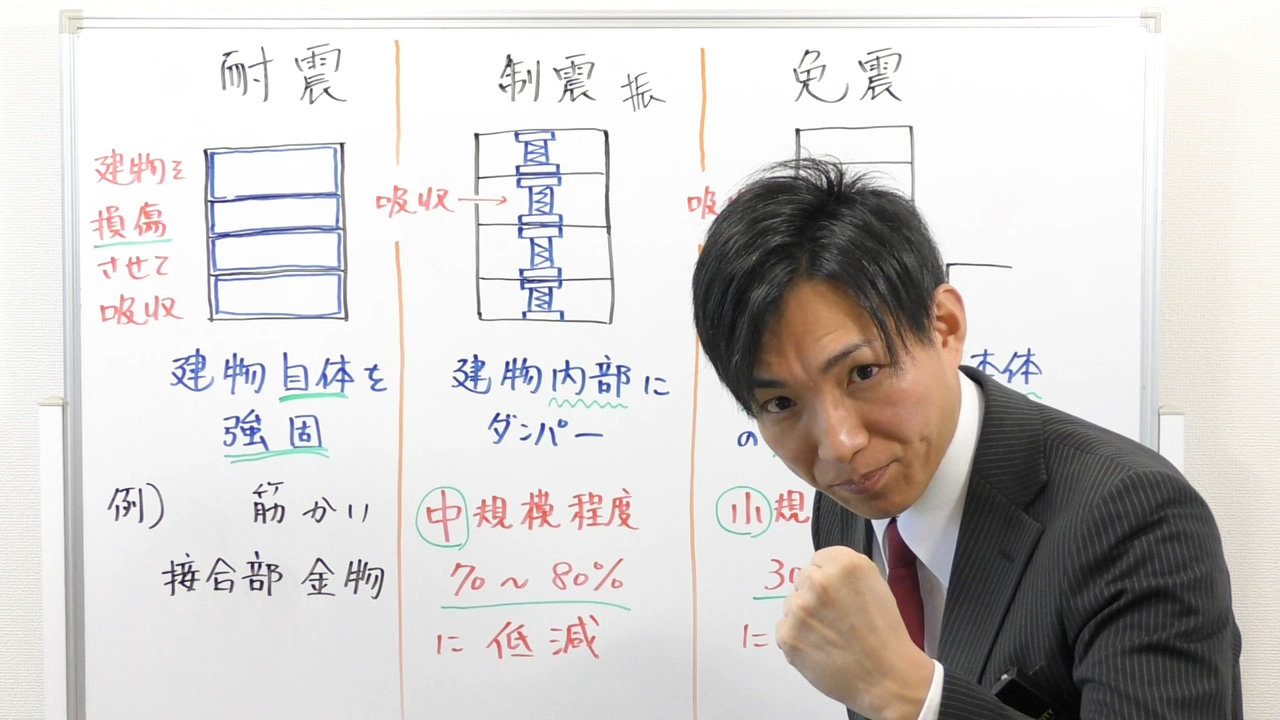 耐震
建物を
損傷
させて
吸収
建物自体を
強固
例) 筋かい
接合部金物
制震 振
吸収→
建物内部に
ダンパー
中規模程度
70～80%
に低減
免震
吸
本体
の
小規
30
に